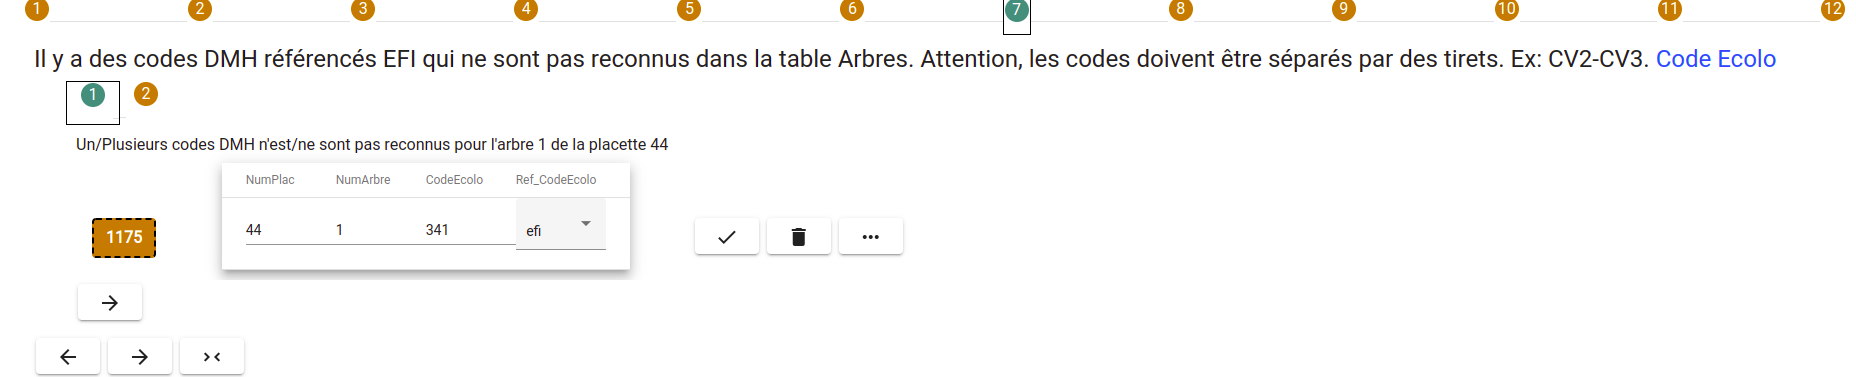 1 2 3 4 5 6 7 8 9 10 11 12
Il y a des codes DMH référencés EFI qui ne sont pas reconnus dans la table Arbres. Attention, les codes doivent être séparés par des tirets. Ex: CV2-CV3. Code Ecolo
1 2
Un/Plusieurs codes DMH n'est/ne sont pas reconnus pour l'arbre 1 de la placette 44
NumPlac NumArbre CodeEcolo Ref_CodeEcolo
1175 44 1 341 efi